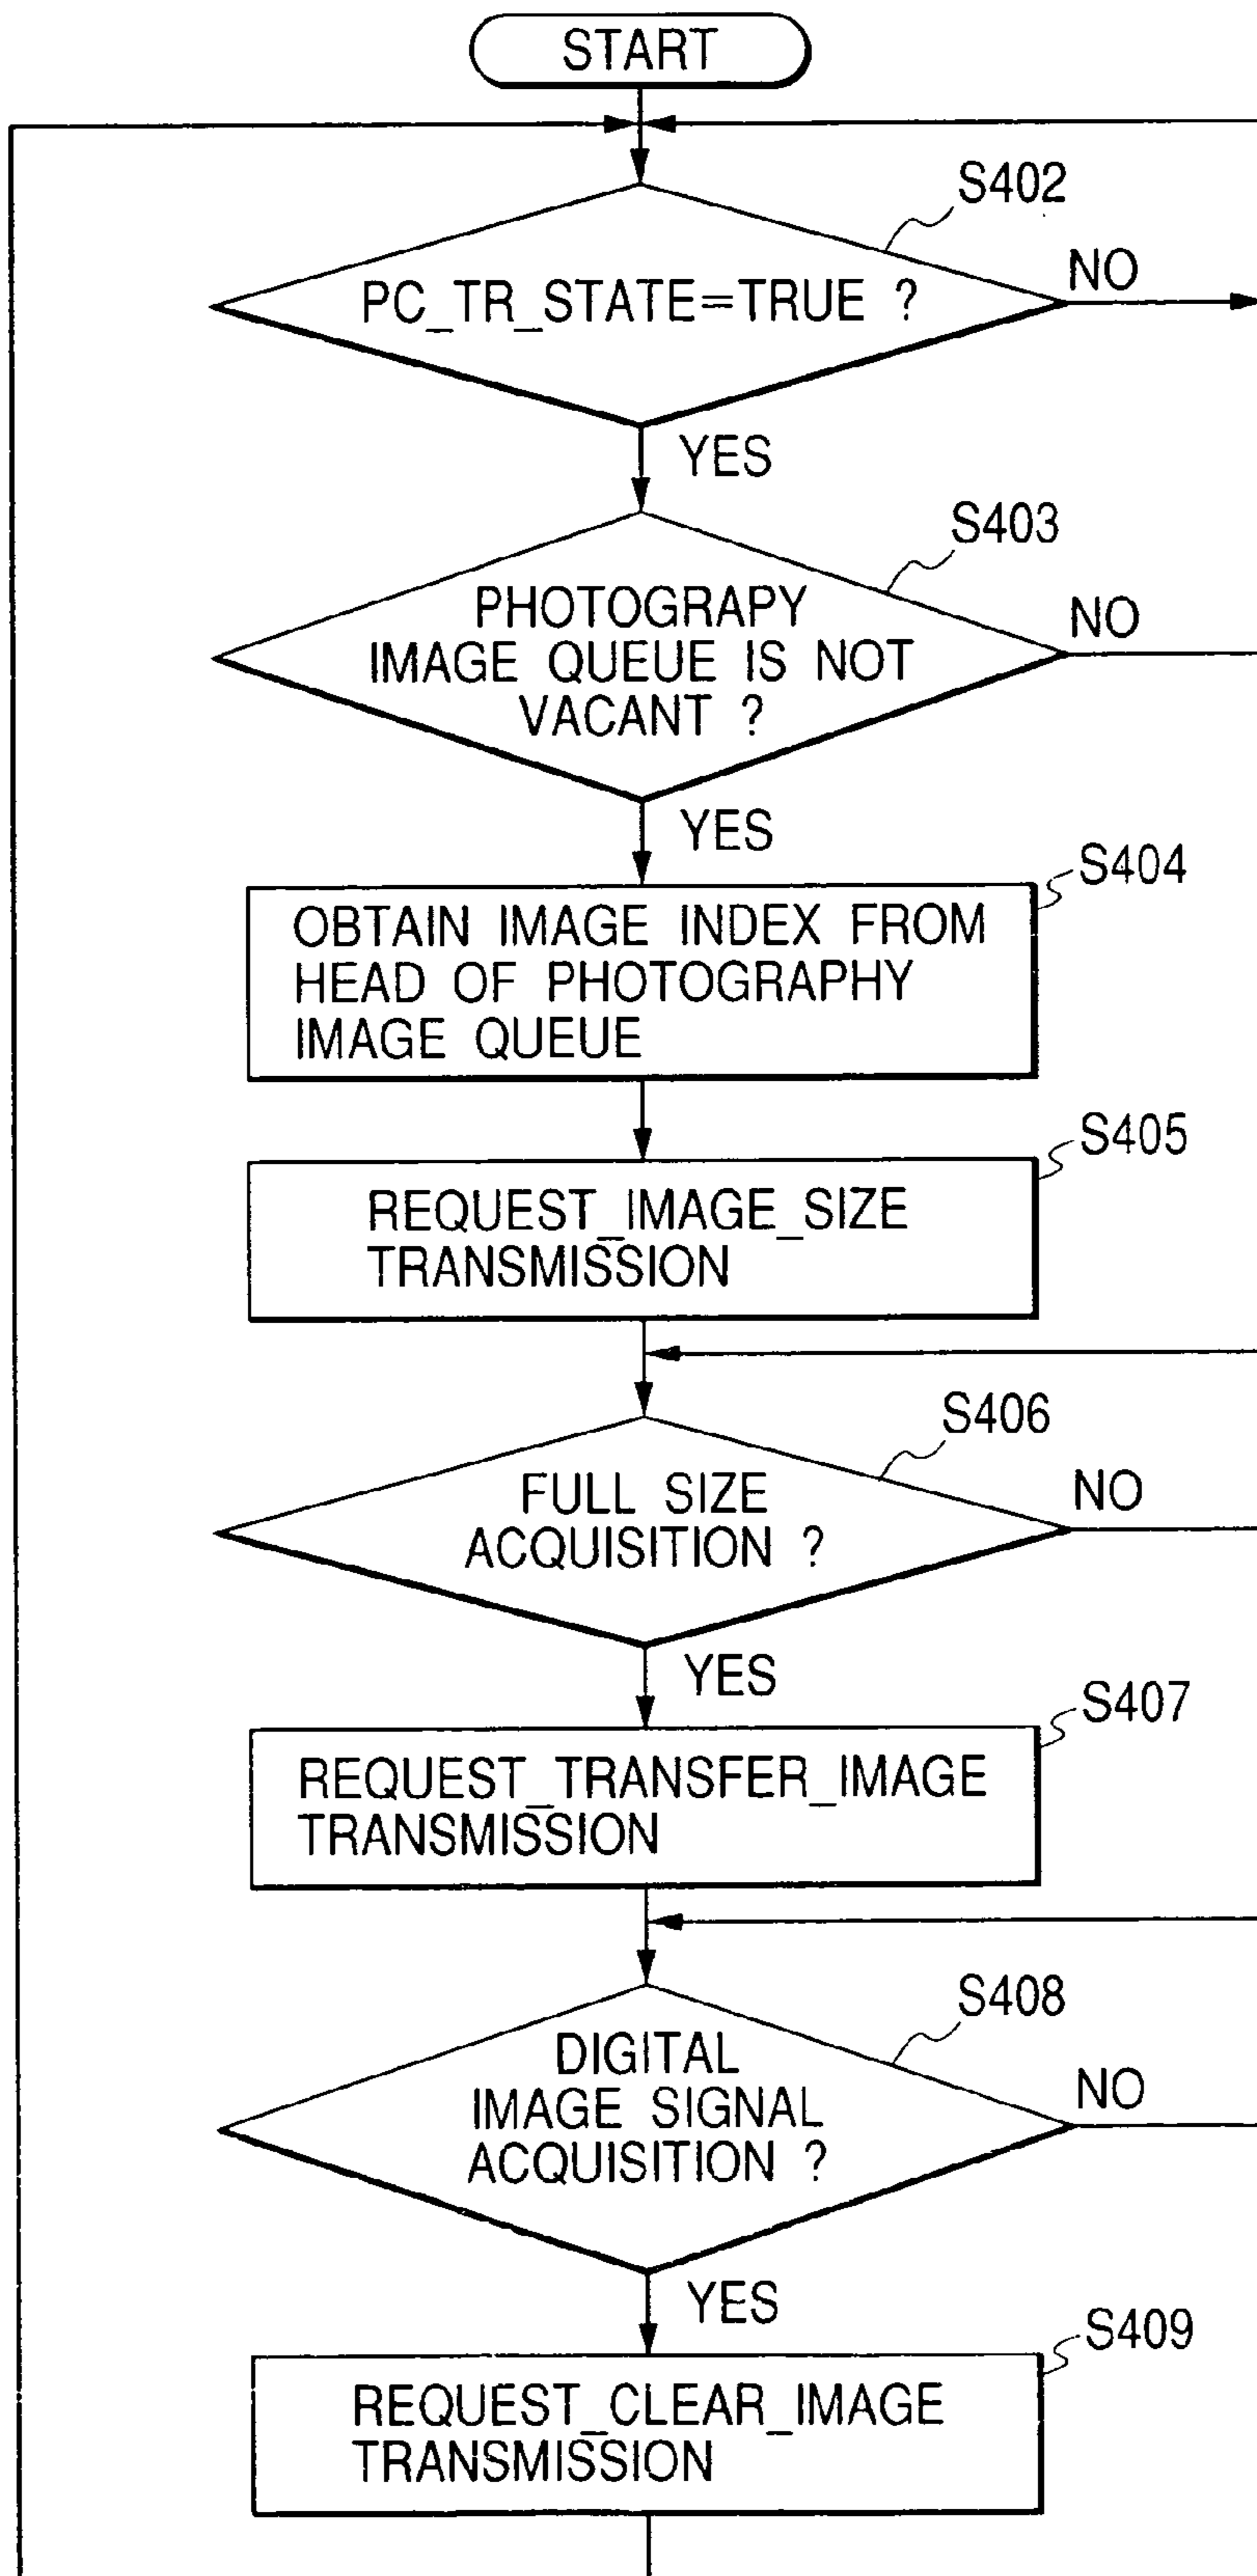 START
S402
PC_TR_STATE=TRUE ?
NO
YES
S403
PHOTOGRAPY
IMAGE QUEUE IS NOT
VACANT ?
NO
YES
S404
OBTAIN IMAGE INDEX FROM
HEAD OF PHOTOGRAPHY
IMAGE QUEUE
S405
REQUEST_IMAGE_SIZE
TRANSMISSION
S406
FULL SIZE
ACQUISITION ?
NO
YES
S407
REQUEST_TRANSFER_IMAGE
TRANSMISSION
S408
DIGITAL
IMAGE SIGNAL
ACQUISITION ?
NO
YES
S409
REQUEST_CLEAR_IMAGE
TRANSMISSION